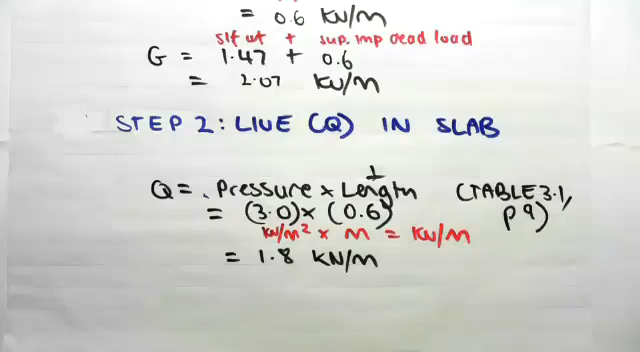 = 0.6 KN/M
slf wt + sup. imp dead load
G = 1.47 + 0.6
= 2.07 KN/M
STEP 2: LIVE (Q) IN SLAB
Q = . Pressure x Length (TABLE 3.1,
= (3.0) x (0.6) P 9)
KN/M² x M = KN/M
= 1.8 KN/M